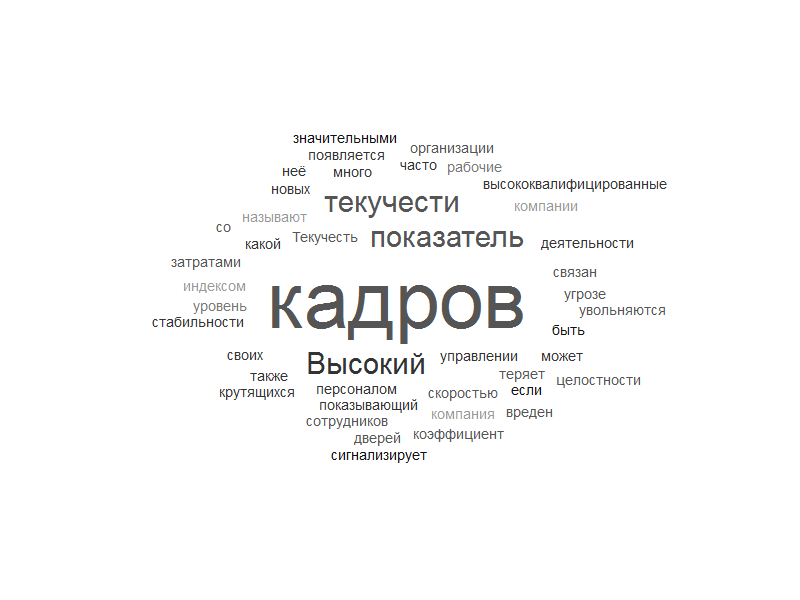 значительными
организации
появляется
часто
рабочие
неё
много
высококвалифицированные
новых
текучести
компании
называют
со
какой
Текучесть
показатель
деятельности
затратами
связан
индексом
кадров
угрозе
уровень
увольняются
стабильности
быть
своих
Высокий
управлении
может
также
теряет
целостности
крутящихся
персоналом
скоростью
если
показывающий
компания
вреден
сотрудников
дверей
коэффициент
сигнализирует